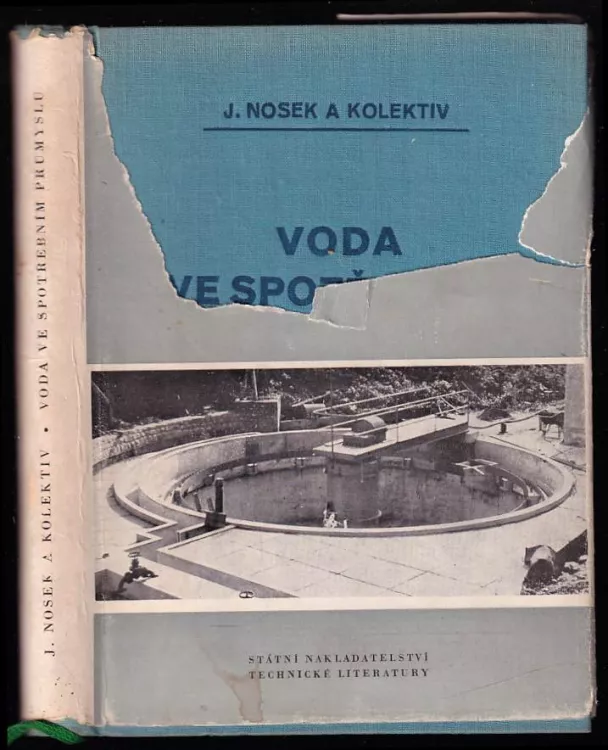 J. NOSEK A KOLEKTIV • VODA VE SPOTŘEBNÍM PRŮMYSLU
J. NOSEK A KOLEKTIV
VODA
VE SPOTŘ
STÁTNÍ NAKLADATELSTVÍ
TECHNICKÉ LITERATURY